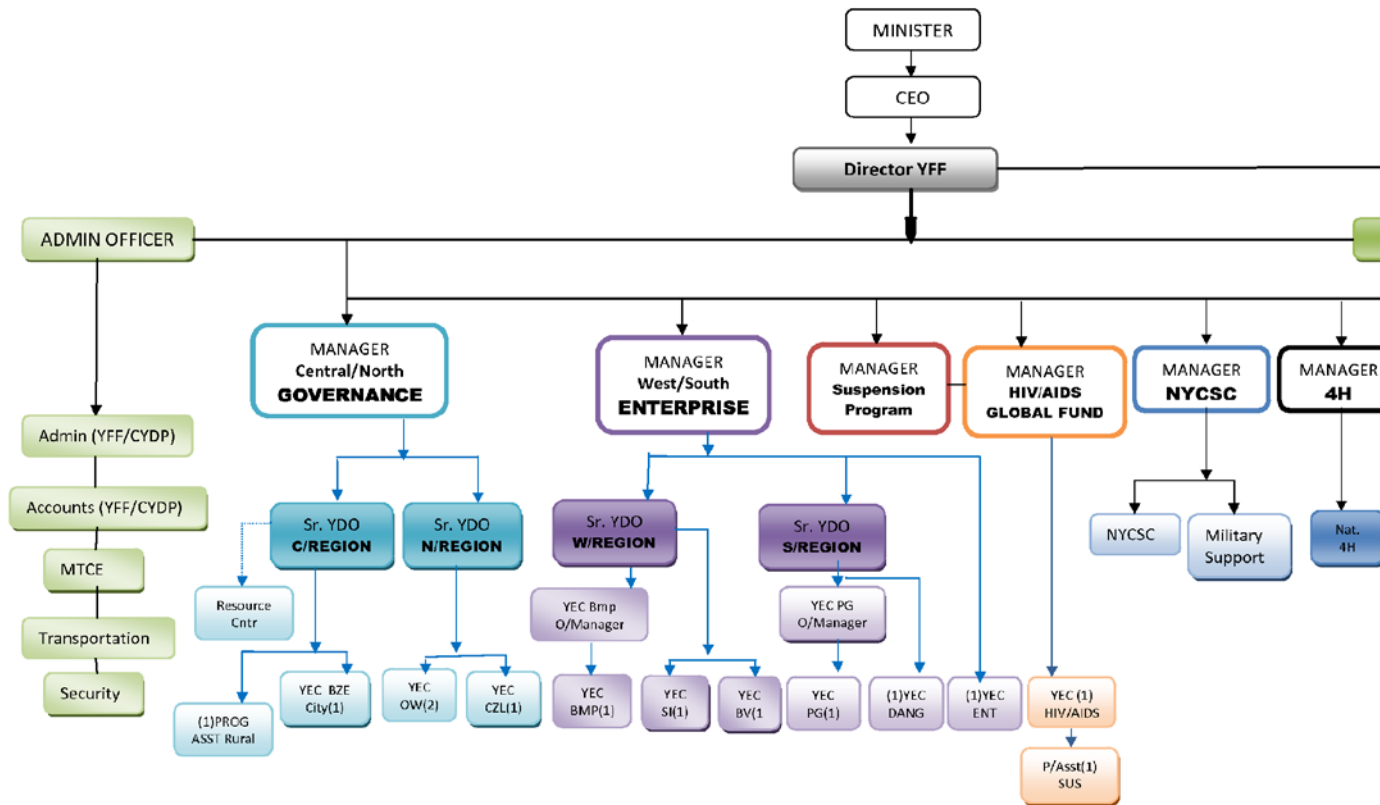 MINISTER
CEO
Director YFF
ADMIN OFFICER
MANAGER
Central/North
GOVERNANCE
MANAGER
West/South
ENTERPRISE
MANAGER
Suspension
Program
MANAGER
HIV/AIDS
GLOBAL FUND
MANAGER
NYCSC
MANAGER
4H
Admin (YFF/CYDP)
Accounts (YFF/CYDP)
MTCE
Transportation
Security
Sr. YDO
C/REGION
Sr. YDO
N/REGION
Sr. YDO
W/REGION
Sr. YDO
S/REGION
NYCSC
Military
Support
Nat.
4H
Resource
Cntr
YEC Bmp
O/Manager
YEC PG
O/Manager
(1)PROG
ASST Rural
YEC BZE
City(1)
YEC
OW(2)
YEC
CZL(1)
YEC
BMP(1)
YEC
SI(1)
YEC
BV(1
YEC
PG(1)
(1)YEC
DANG
(1)YEC
ENT
YEC (1)
HIV/AIDS
P/Asst(1)
SUS